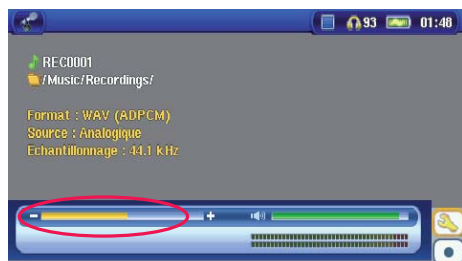 93 01:48
REC0001
/Music/Recordings/
Format : WAV (ADPCM)
Source : Analogique
Echantillonnage : 44.1 kHz
- +